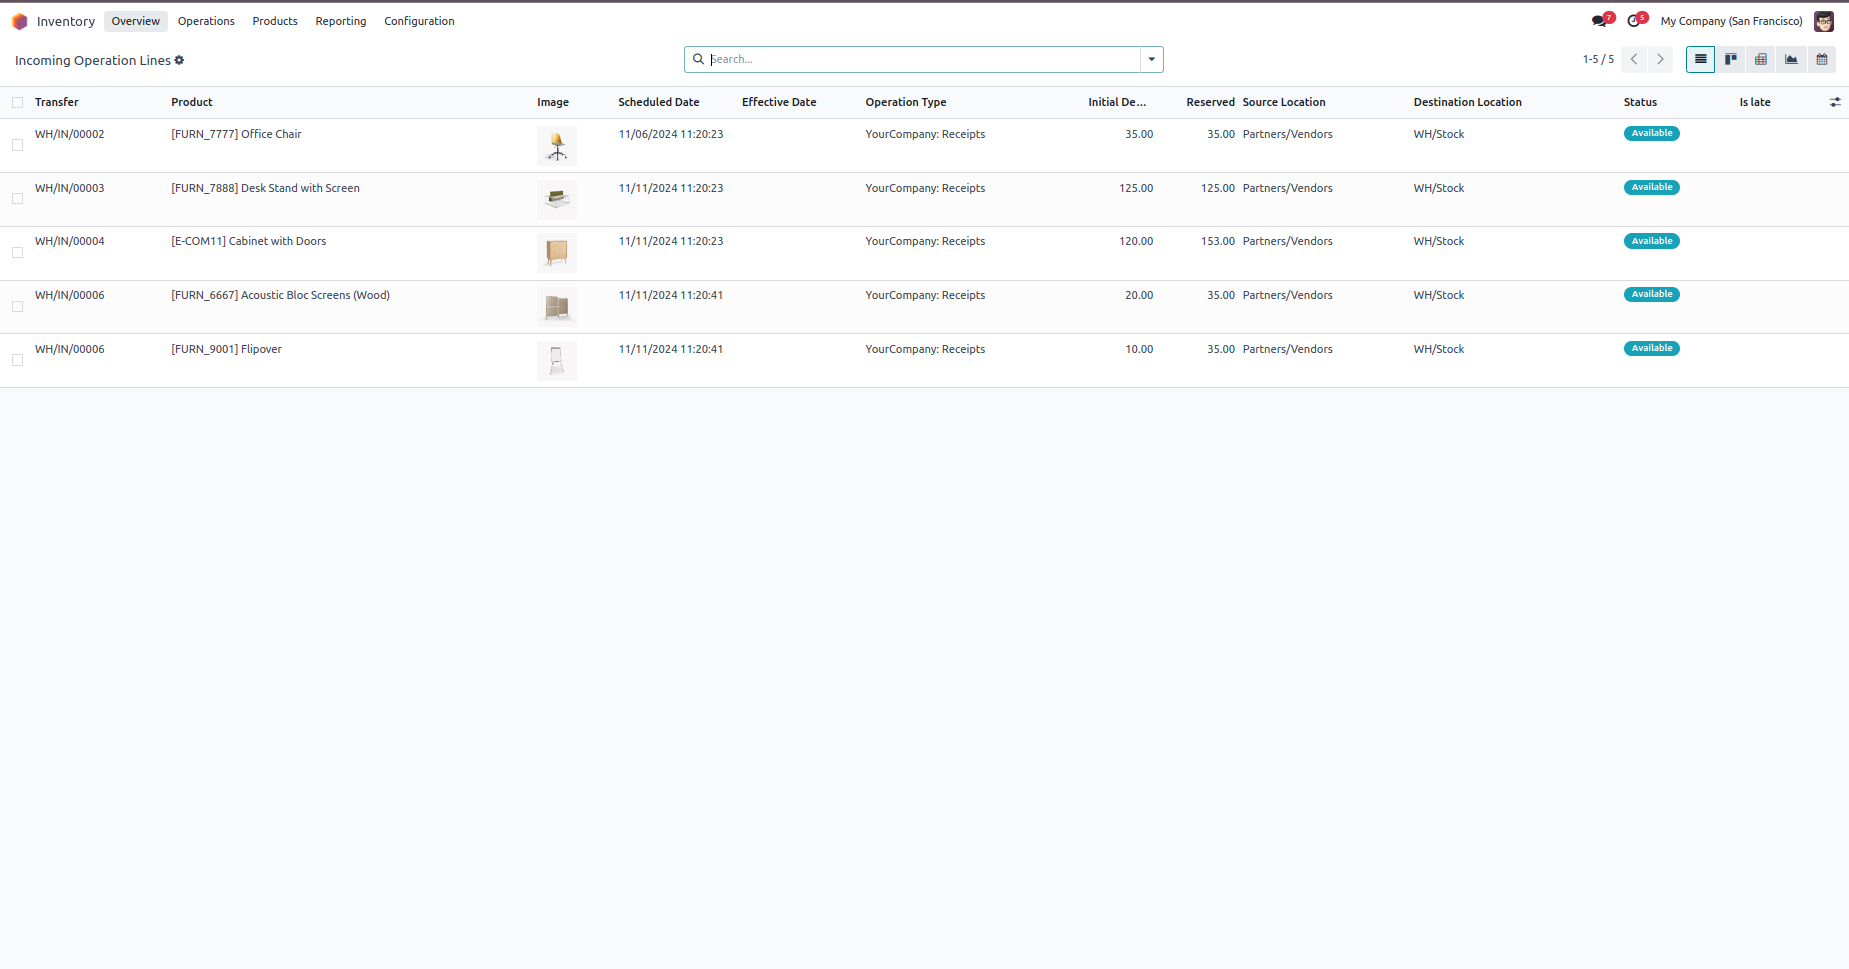 Inventory Overview Operations Products Reporting Configuration 7 5 My Company (San Francisco)
Incoming Operation Lines Search... 1-5 / 5
Transfer Product Image Scheduled Date Effective Date Operation Type Initial De... Reserved Source Location Destination Location Status Is late
WH/IN/00002 [FURN_7777] Office Chair 11/06/2024 11:20:23 YourCompany: Receipts 35.00 35.00 Partners/Vendors WH/Stock Available
WH/IN/00003 [FURN_7888] Desk Stand with Screen 11/11/2024 11:20:23 YourCompany: Receipts 125.00 125.00 Partners/Vendors WH/Stock Available
WH/IN/00004 [E-COM11] Cabinet with Doors 11/11/2024 11:20:23 YourCompany: Receipts 120.00 153.00 Partners/Vendors WH/Stock Available
WH/IN/00006 [FURN_6667] Acoustic Bloc Screens (Wood) 11/11/2024 11:20:41 YourCompany: Receipts 20.00 35.00 Partners/Vendors WH/Stock Available
WH/IN/00006 [FURN_9001] Flipover 11/11/2024 11:20:41 YourCompany: Receipts 10.00 35.00 Partners/Vendors WH/Stock Available